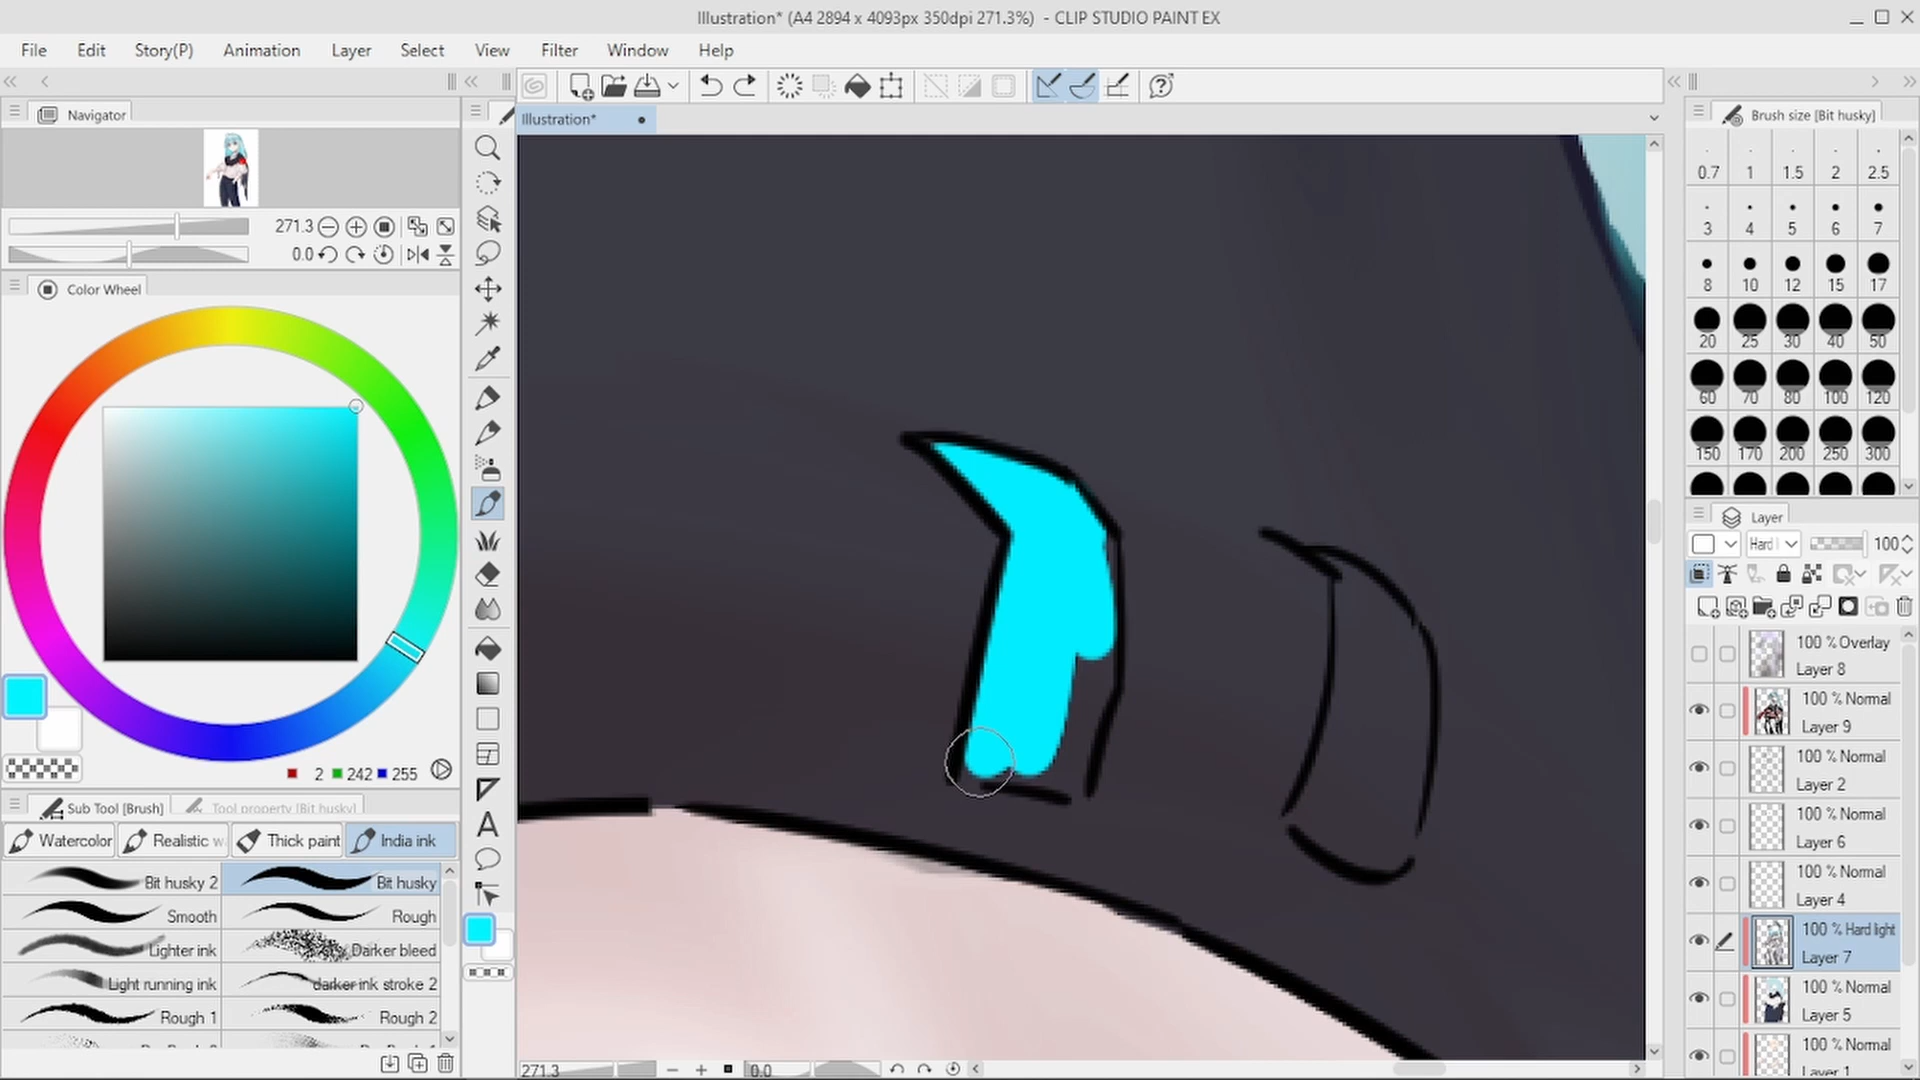 Illustration* (A4 2894 x 4093px 350dpi 271.3%) - CLIP STUDIO PAINT EX
File Edit Story(P) Animation Layer Select View Filter Window Help
Navigator
Illustration*
271.3
0.0
Color Wheel
2 242 255
Sub Tool [Brush] Tool property [Bit husky]
Watercolor Realistic w Thick paint India ink
Bit husky 2 Bit husky
Smooth Rough
Lighter ink Darker bleed
Light running ink darker ink stroke 2
Rough 1 Rough 2
A
271.3 0.0
Brush size [Bit husky]
0.7 1 1.5 2 2.5
3 4 5 6 7
8 10 12 15 17
20 25 30 40 50
60 70 80 100 120
150 170 200 250 300
Layer
Hard 100
100 % Overlay
Layer 8
100 % Normal
Layer 9
100 % Normal
Layer 2
100 % Normal
Layer 6
100 % Normal
Layer 4
100 % Hard light
Layer 7
100 % Normal
Layer 5
100 % Normal
Layer 1